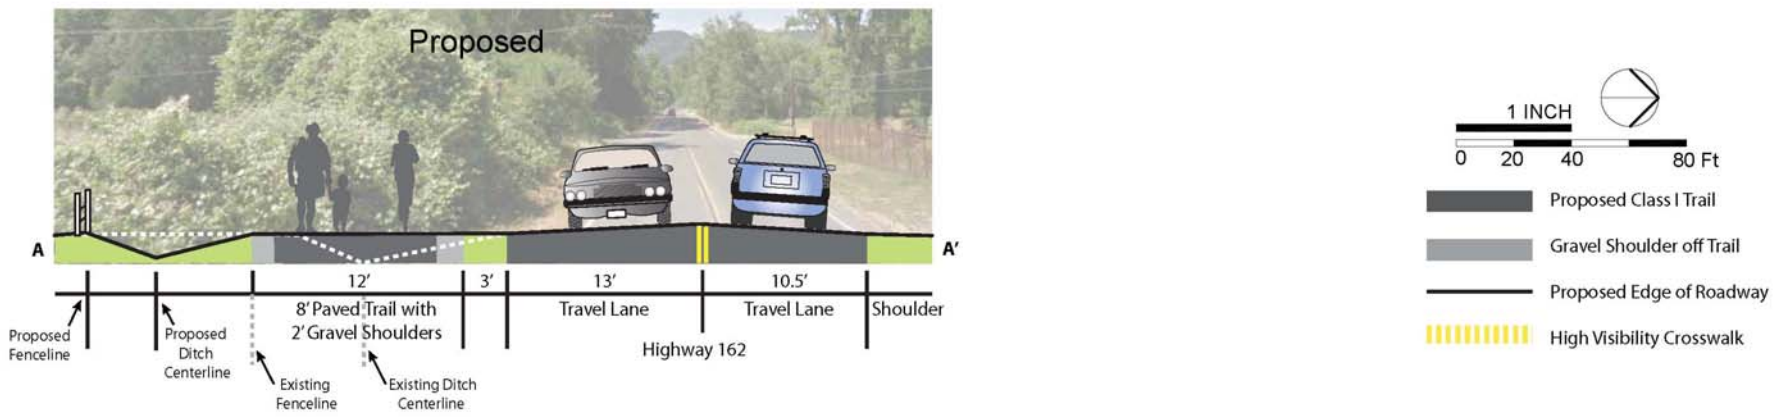 Proposed
A
A'
12'
3'
13'
10.5'
8' Paved Trail with
2' Gravel Shoulders
Travel Lane
Travel Lane
Shoulder
Highway 162
Proposed
Fenceline
Proposed
Ditch
Centerline
Existing
Fenceline
Existing Ditch
Centerline
1 INCH
0 20 40 80 Ft
Proposed Class I Trail
Gravel Shoulder off Trail
Proposed Edge of Roadway
High Visibility Crosswalk